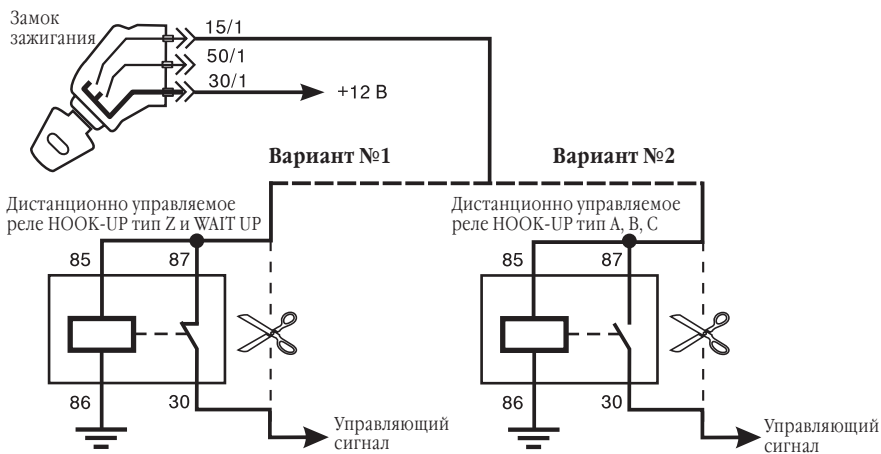 Замок
зажигания
15/1
50/1
30/1
+12 В
Вариант №1
Вариант №2
Дистанционно управляемое
реле HOOK-UP тип Z и WAIT UP
Дистанционно управляемое
реле HOOK-UP тип А, В, С
85
87
85
87
86
30
86
30
Управляющий
сигнал
Управляющий
сигнал